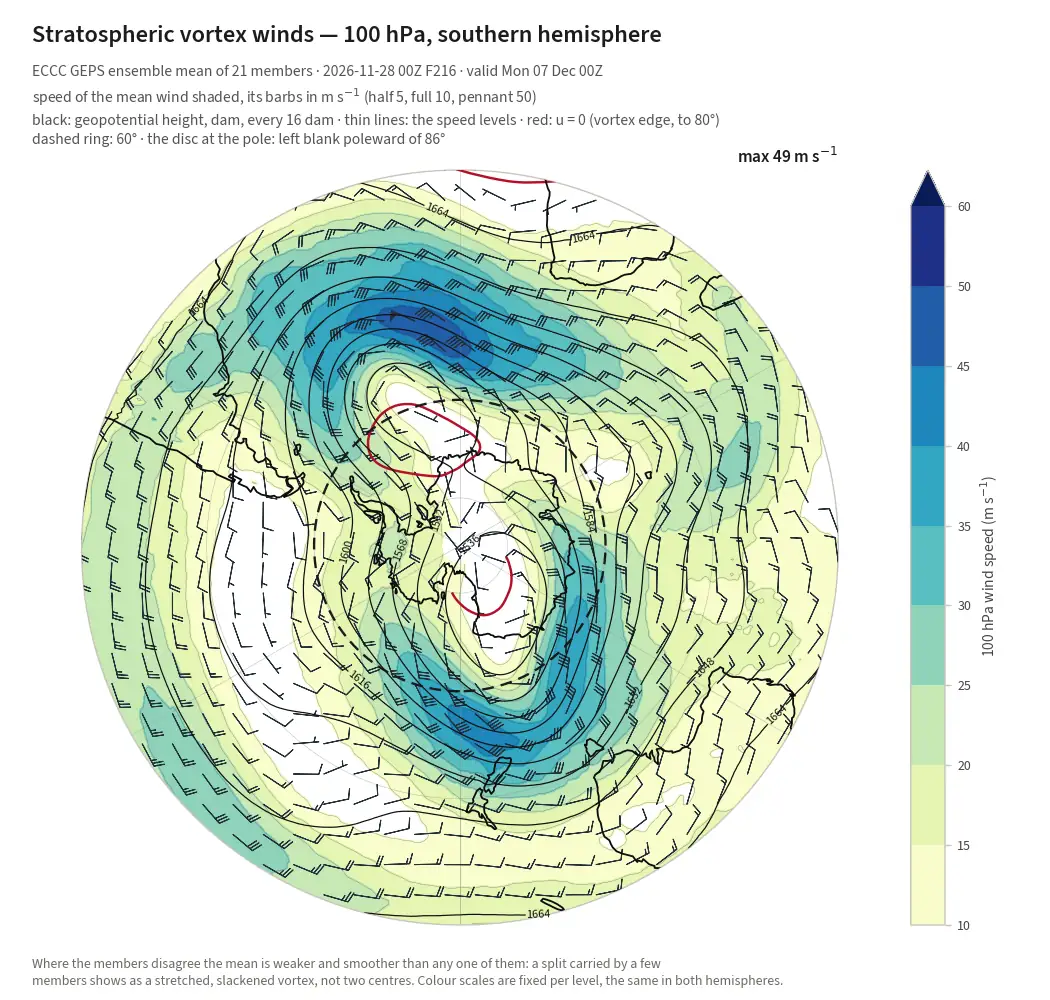 Stratospheric vortex winds — 100 hPa, southern hemisphere
ECCC GEPS ensemble mean of 21 members · 2026-11-28 00Z F216 · valid Mon 07 Dec 00Z
speed of the mean wind shaded, its barbs in m s⁻¹ (half 5, full 10, pennant 50)
black: geopotential height, dam, every 16 dam · thin lines: the speed levels · red: u = 0 (vortex edge, to 80°)
dashed ring: 60° · the disc at the pole: left blank poleward of 86°
max 49 m s⁻¹
1664
1664
1664
1584
1552
1536
1600
1568
1616
1648
1632
1664
1664
60
50
45
40
35
30
25
20
15
10
100 hPa wind speed (m s⁻¹)
Where the members disagree the mean is weaker and smoother than any one of them: a split carried by a few
members shows as a stretched, slackened vortex, not two centres. Colour scales are fixed per level, the same in both hemispheres.